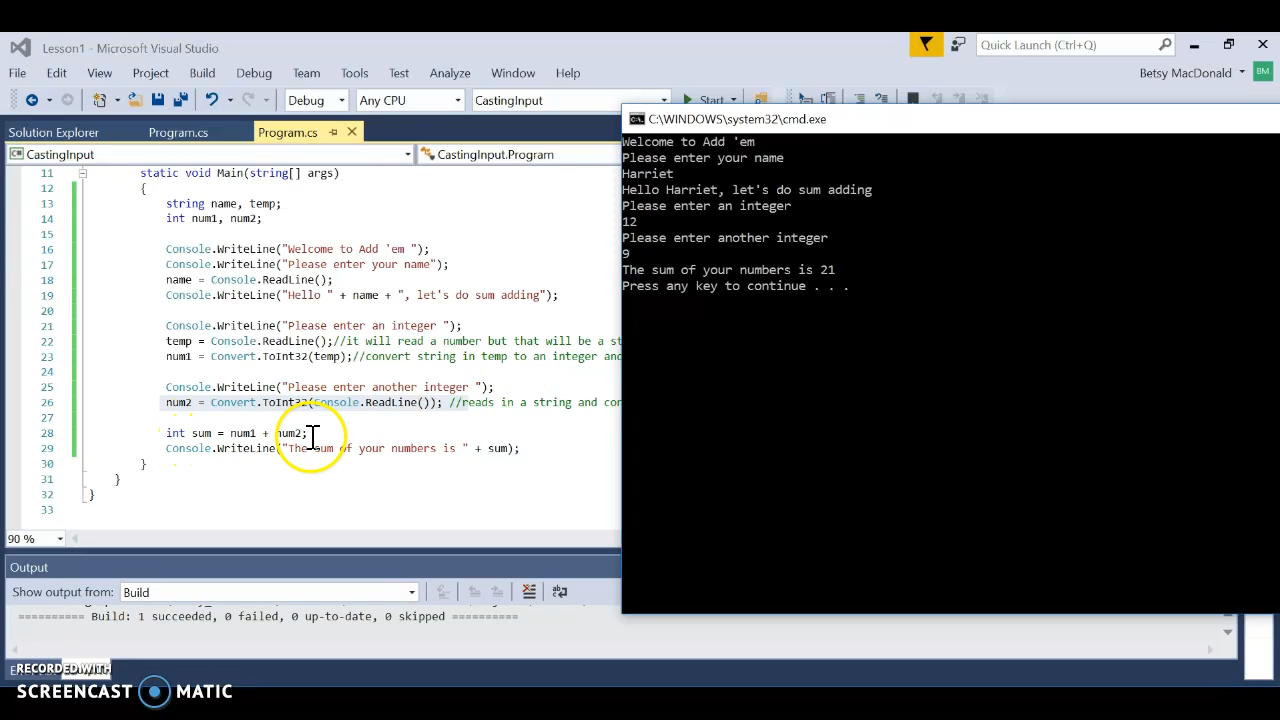 Lesson1 - Microsoft Visual Studio
Quick Launch (Ctrl+Q)
File Edit View Project Build Debug Team Tools Test Analyze Window Help
Betsy MacDonald BM
Debug Any CPU CastingInput Start
Solution Explorer Program.cs Program.cs
CastingInput CastingInput.Program
11 static void Main(string[] args)
12 {
13 string name, temp;
14 int num1, num2;
15
16 Console.WriteLine("Welcome to Add 'em ");
17 Console.WriteLine("Please enter your name");
18 name = Console.ReadLine();
19 Console.WriteLine("Hello " + name + ", let's do sum adding");
20
21 Console.WriteLine("Please enter an integer ");
22 temp = Console.ReadLine();//it will read a number but that will be a st
23 num1 = Convert.ToInt32(temp);//convert string in temp to an integer and
24
25 Console.WriteLine("Please enter another integer ");
26 num2 = Convert.ToInt32(Console.ReadLine()); //reads in a string and con
27
28 int sum = num1 + num2;
29 Console.WriteLine("The sum of your numbers is " + sum);
30 }
31 }
32 }
33
90 %
Output
Show output from: Build
========== Build: 1 succeeded, 0 failed, 0 up-to-date, 0 skipped ==========
C:\WINDOWS\system32\cmd.exe
Welcome to Add 'em
Please enter your name
Harriet
Hello Harriet, let's do sum adding
Please enter an integer
12
Please enter another integer
9
The sum of your numbers is 21
Press any key to continue . . .
RECORDED WITH
SCREENCAST MATIC